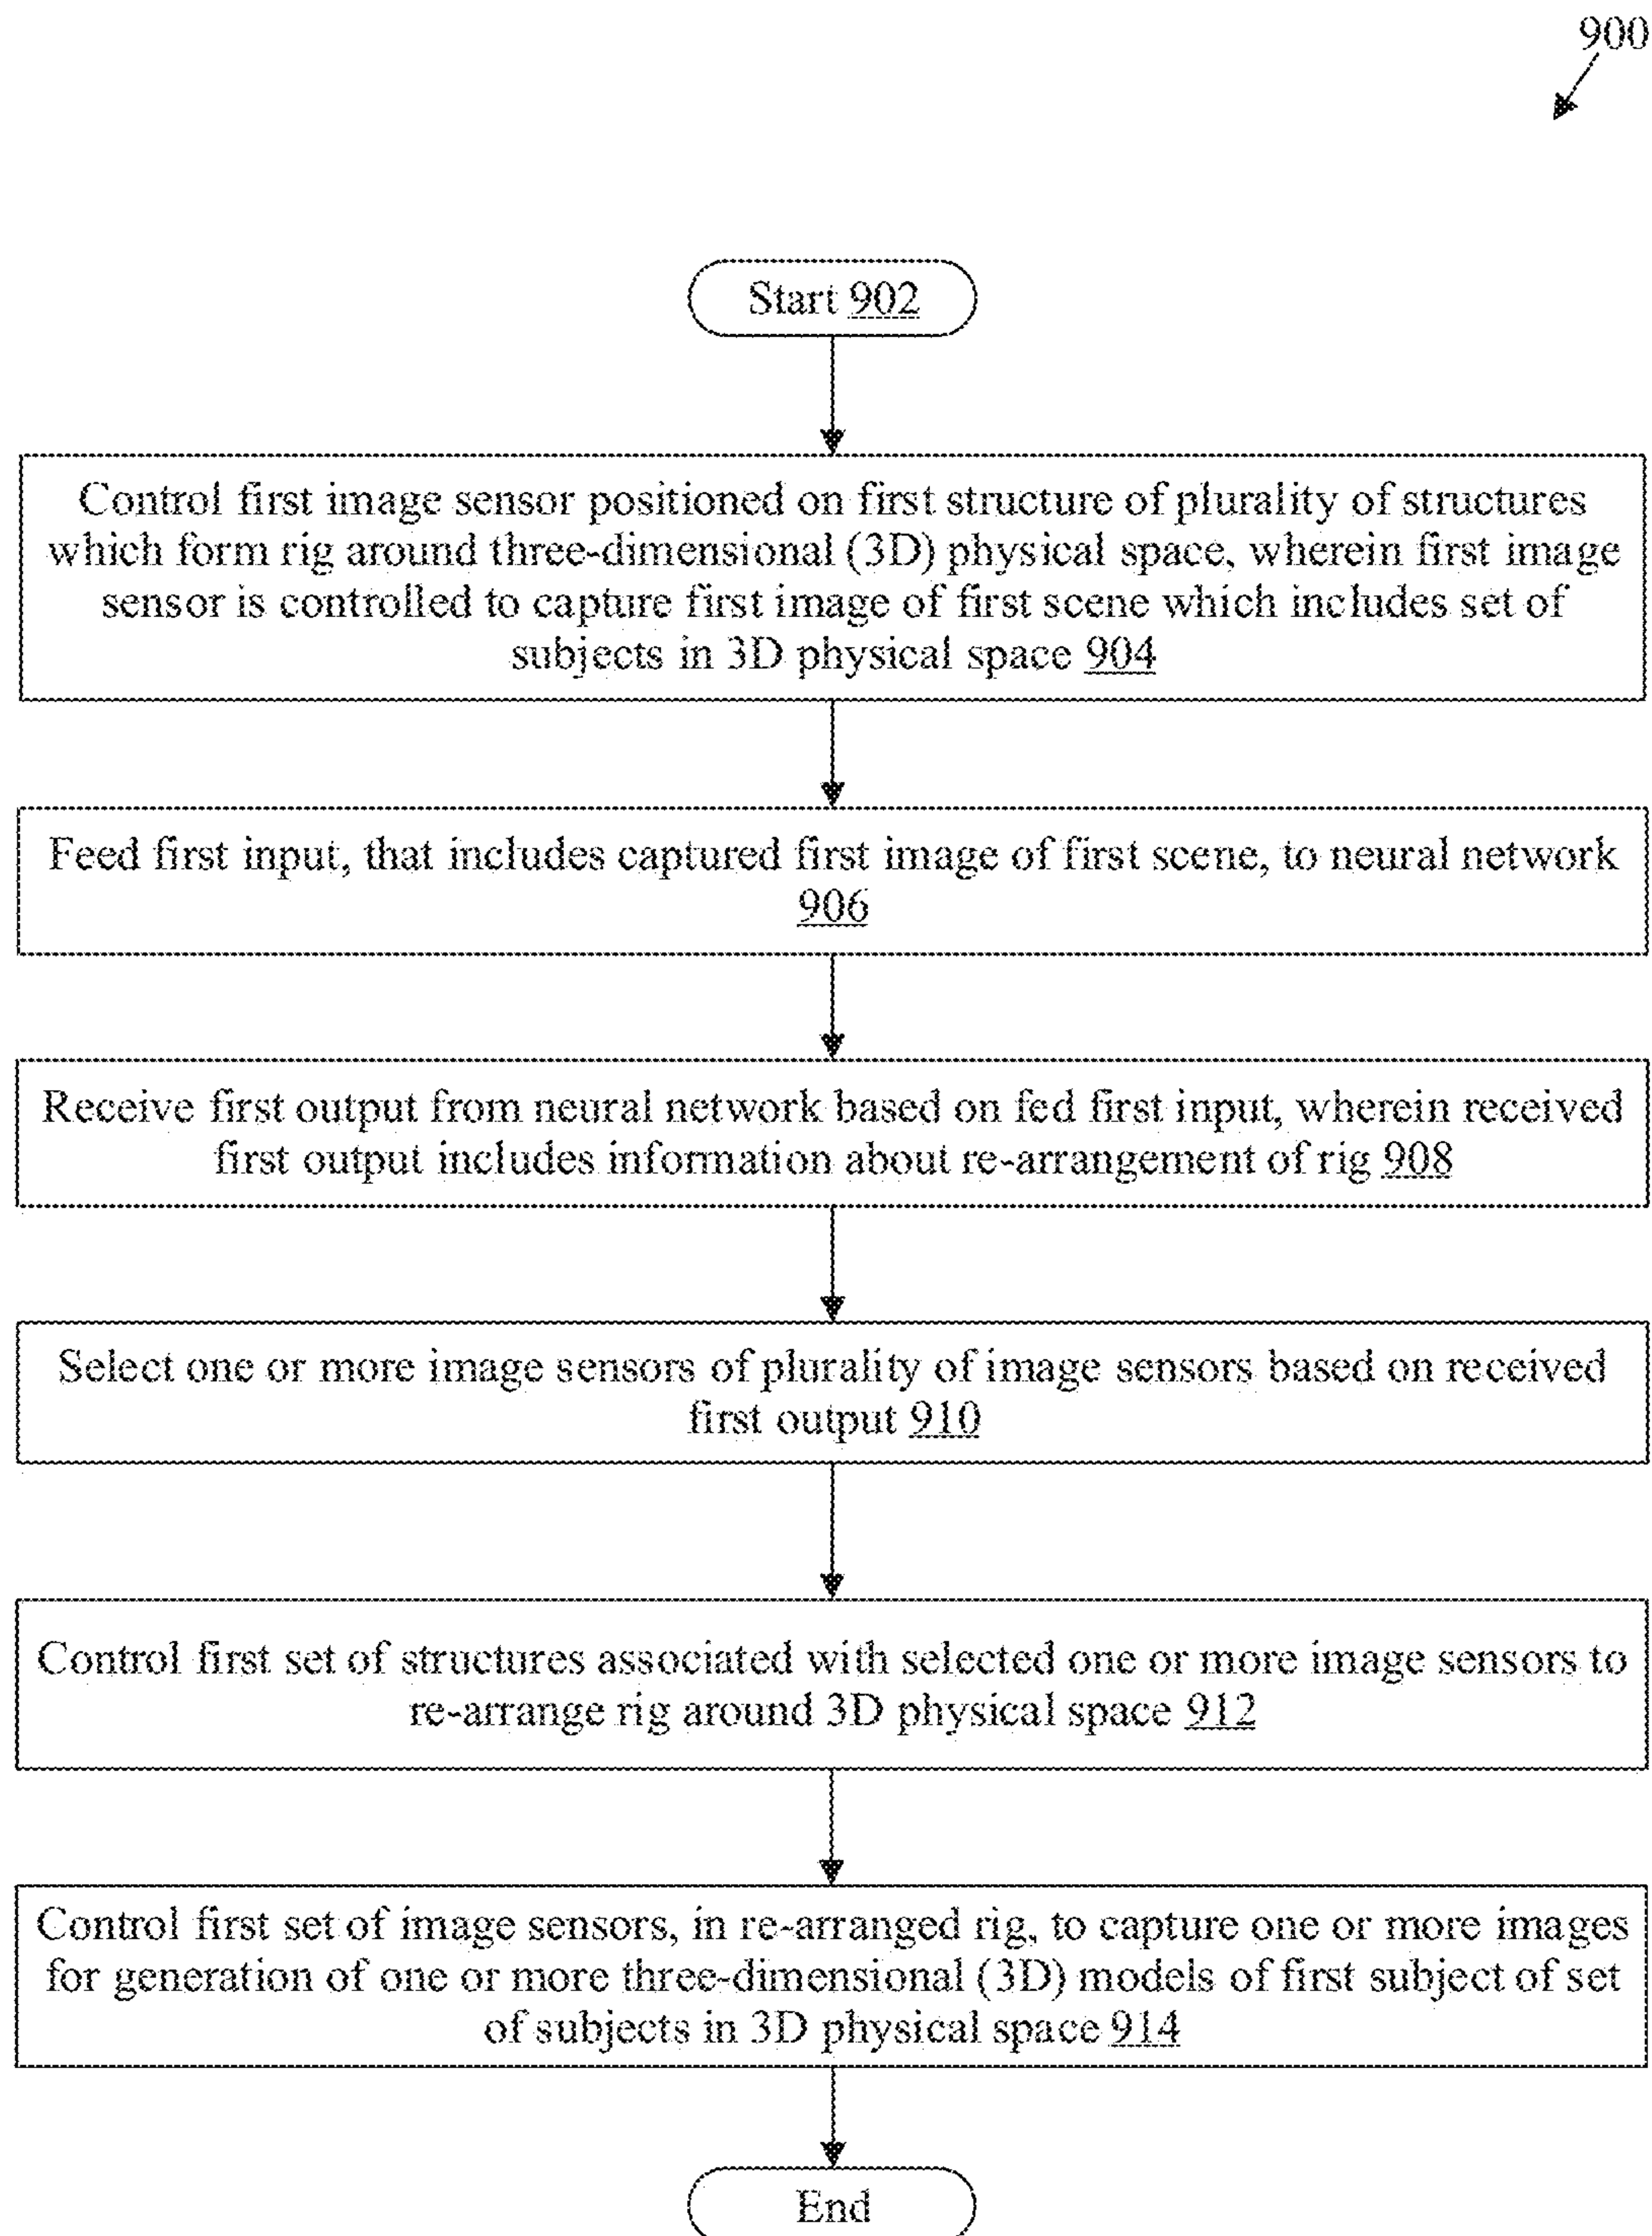 900
Start 902
Control first image sensor positioned on first structure of plurality of structures
which form rig around three-dimensional (3D) physical space, wherein first image
sensor is controlled to capture first image of first scene which includes set of
subjects in 3D physical space 904
Feed first input, that includes captured first image of first scene, to neural network
906
Receive first output from neural network based on fed first input, wherein received
first output includes information about re-arrangement of rig 908
Select one or more image sensors of plurality of image sensors based on received
first output 910
Control first set of structures associated with selected one or more image sensors to
re-arrange rig around 3D physical space 912
Control first set of image sensors, in re-arranged rig, to capture one or more images
for generation of one or more three-dimensional (3D) models of first subject of set
of subjects in 3D physical space 914
End